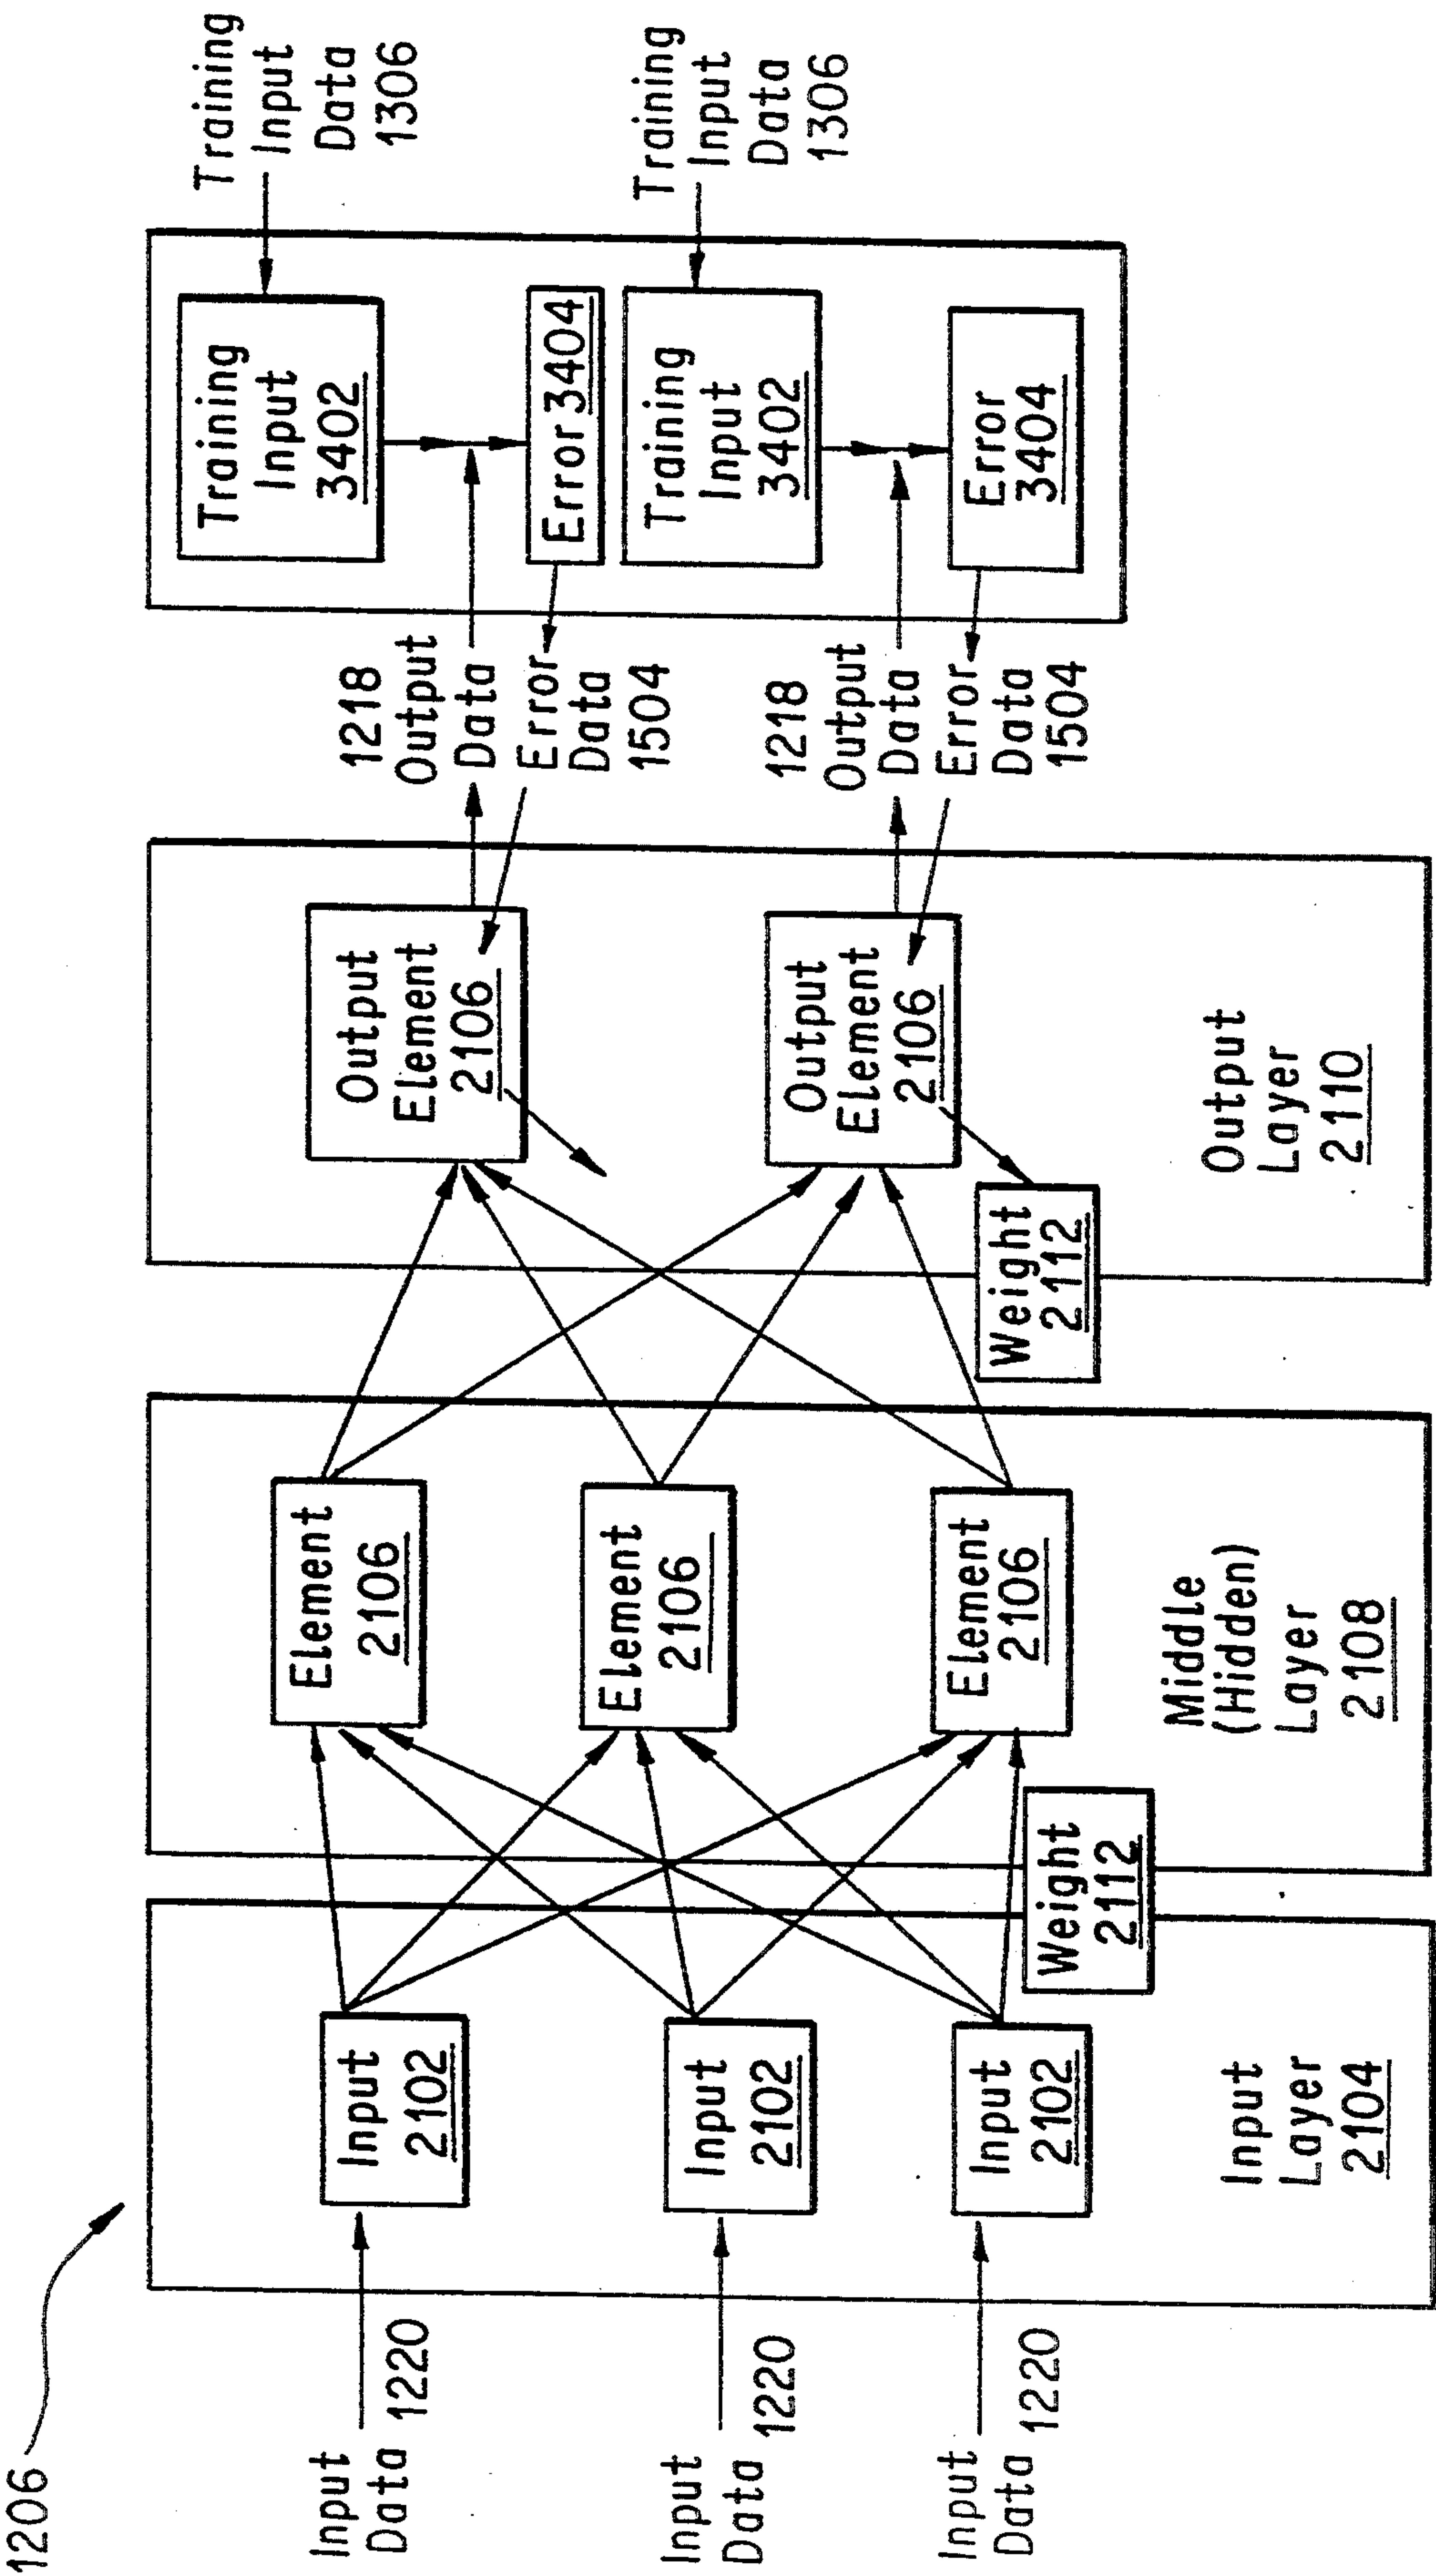 1206
Input
Data 1220
Input
Data 1220
Input
Data 1220
Input
2102
Input
2102
Input
2102
Input
Layer
2104
Weight
2112
Element
2106
Element
2106
Element
2106
Middle
(Hidden)
Layer
2108
Weight
2112
Output
Element
2106
Output
Element
2106
Output
Layer
2110
1218
Output
Data
Error
Data
1504
1218
Output
Data
Error
Data
1504
Training
Input
3402
Error 3404
Training
Input
3402
Error
3404
Training
Input
Data
1306
Training
Input
Data
1306